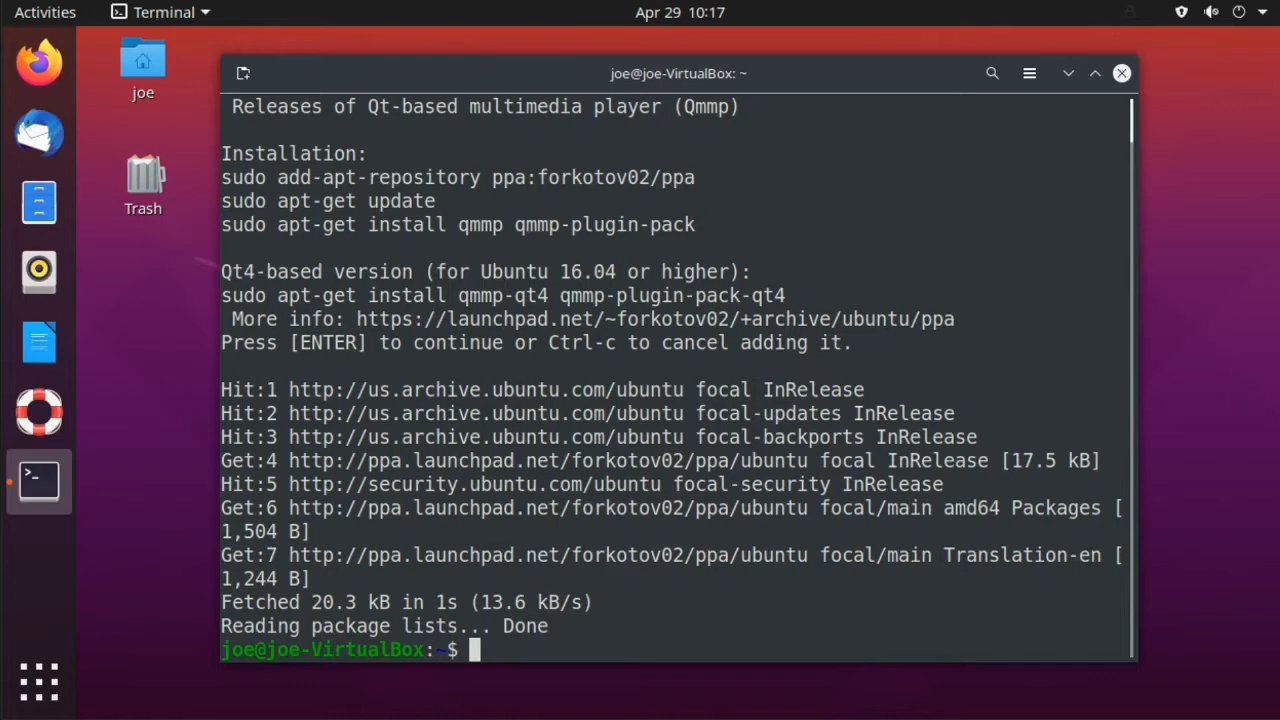 Activities Terminal Apr 29 10:17
joe
Trash
joe@joe-VirtualBox: ~
Releases of Qt-based multimedia player (Qmmp)
Installation:
sudo add-apt-repository ppa:forkotov02/ppa
sudo apt-get update
sudo apt-get install qmmp qmmp-plugin-pack
Qt4-based version (for Ubuntu 16.04 or higher):
sudo apt-get install qmmp-qt4 qmmp-plugin-pack-qt4
More info: https://launchpad.net/~forkotov02/+archive/ubuntu/ppa
Press [ENTER] to continue or Ctrl-c to cancel adding it.
Hit:1 http://us.archive.ubuntu.com/ubuntu focal InRelease
Hit:2 http://us.archive.ubuntu.com/ubuntu focal-updates InRelease
Hit:3 http://us.archive.ubuntu.com/ubuntu focal-backports InRelease
Get:4 http://ppa.launchpad.net/forkotov02/ppa/ubuntu focal InRelease [17.5 kB]
Hit:5 http://security.ubuntu.com/ubuntu focal-security InRelease
Get:6 http://ppa.launchpad.net/forkotov02/ppa/ubuntu focal/main amd64 Packages [
1,504 B]
Get:7 http://ppa.launchpad.net/forkotov02/ppa/ubuntu focal/main Translation-en [
1,244 B]
Fetched 20.3 kB in 1s (13.6 kB/s)
Reading package lists... Done
joe@joe-VirtualBox:~$